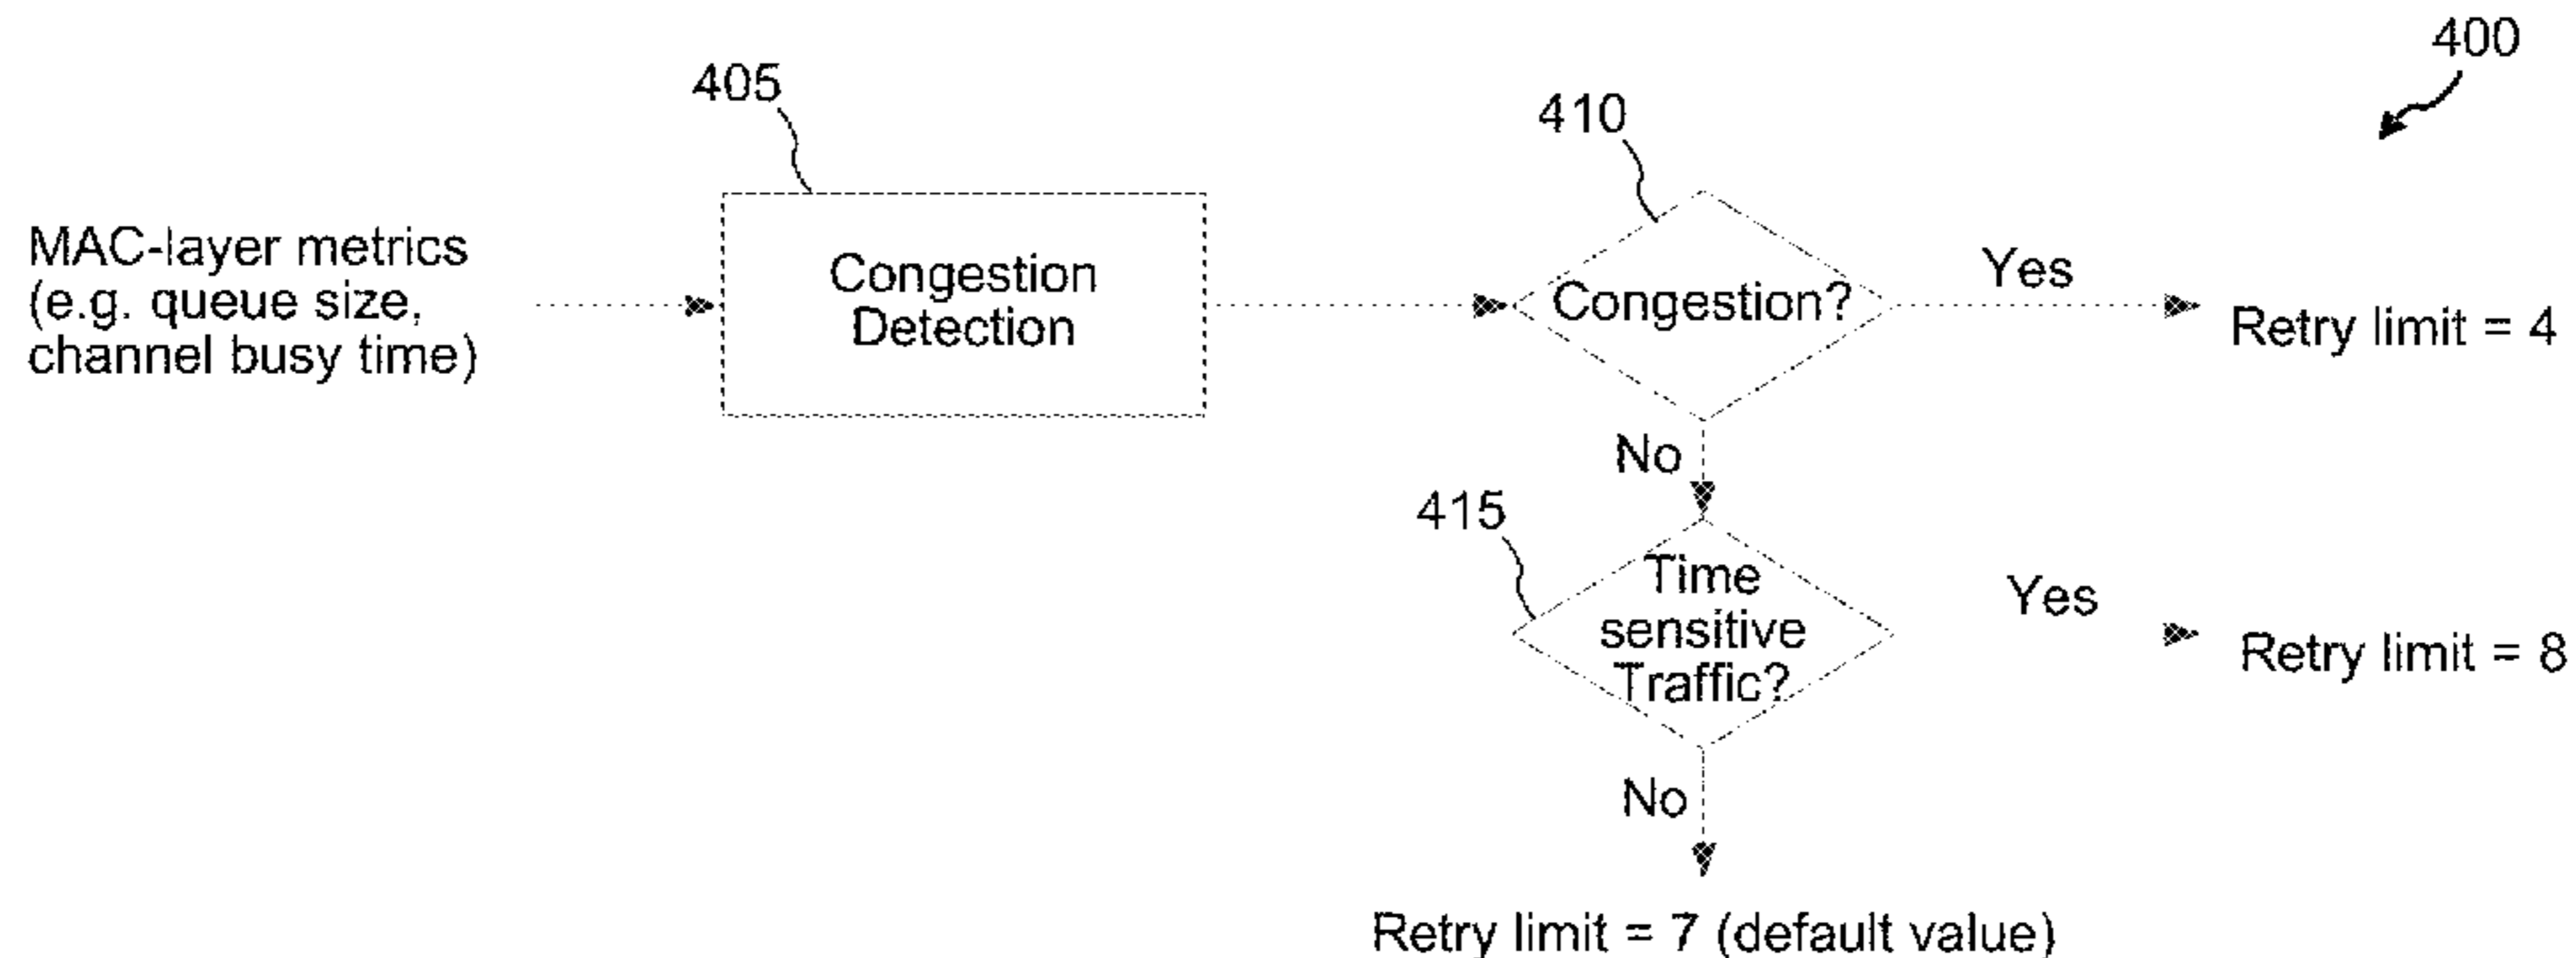 400
405
410
MAC-layer metrics
(e.g. queue size,
channel busy time)
Congestion
Detection
Congestion?
Yes
Retry limit = 4
No
415
Time
sensitive
Traffic?
Yes
Retry limit = 8
No
Retry limit = 7 (default value)